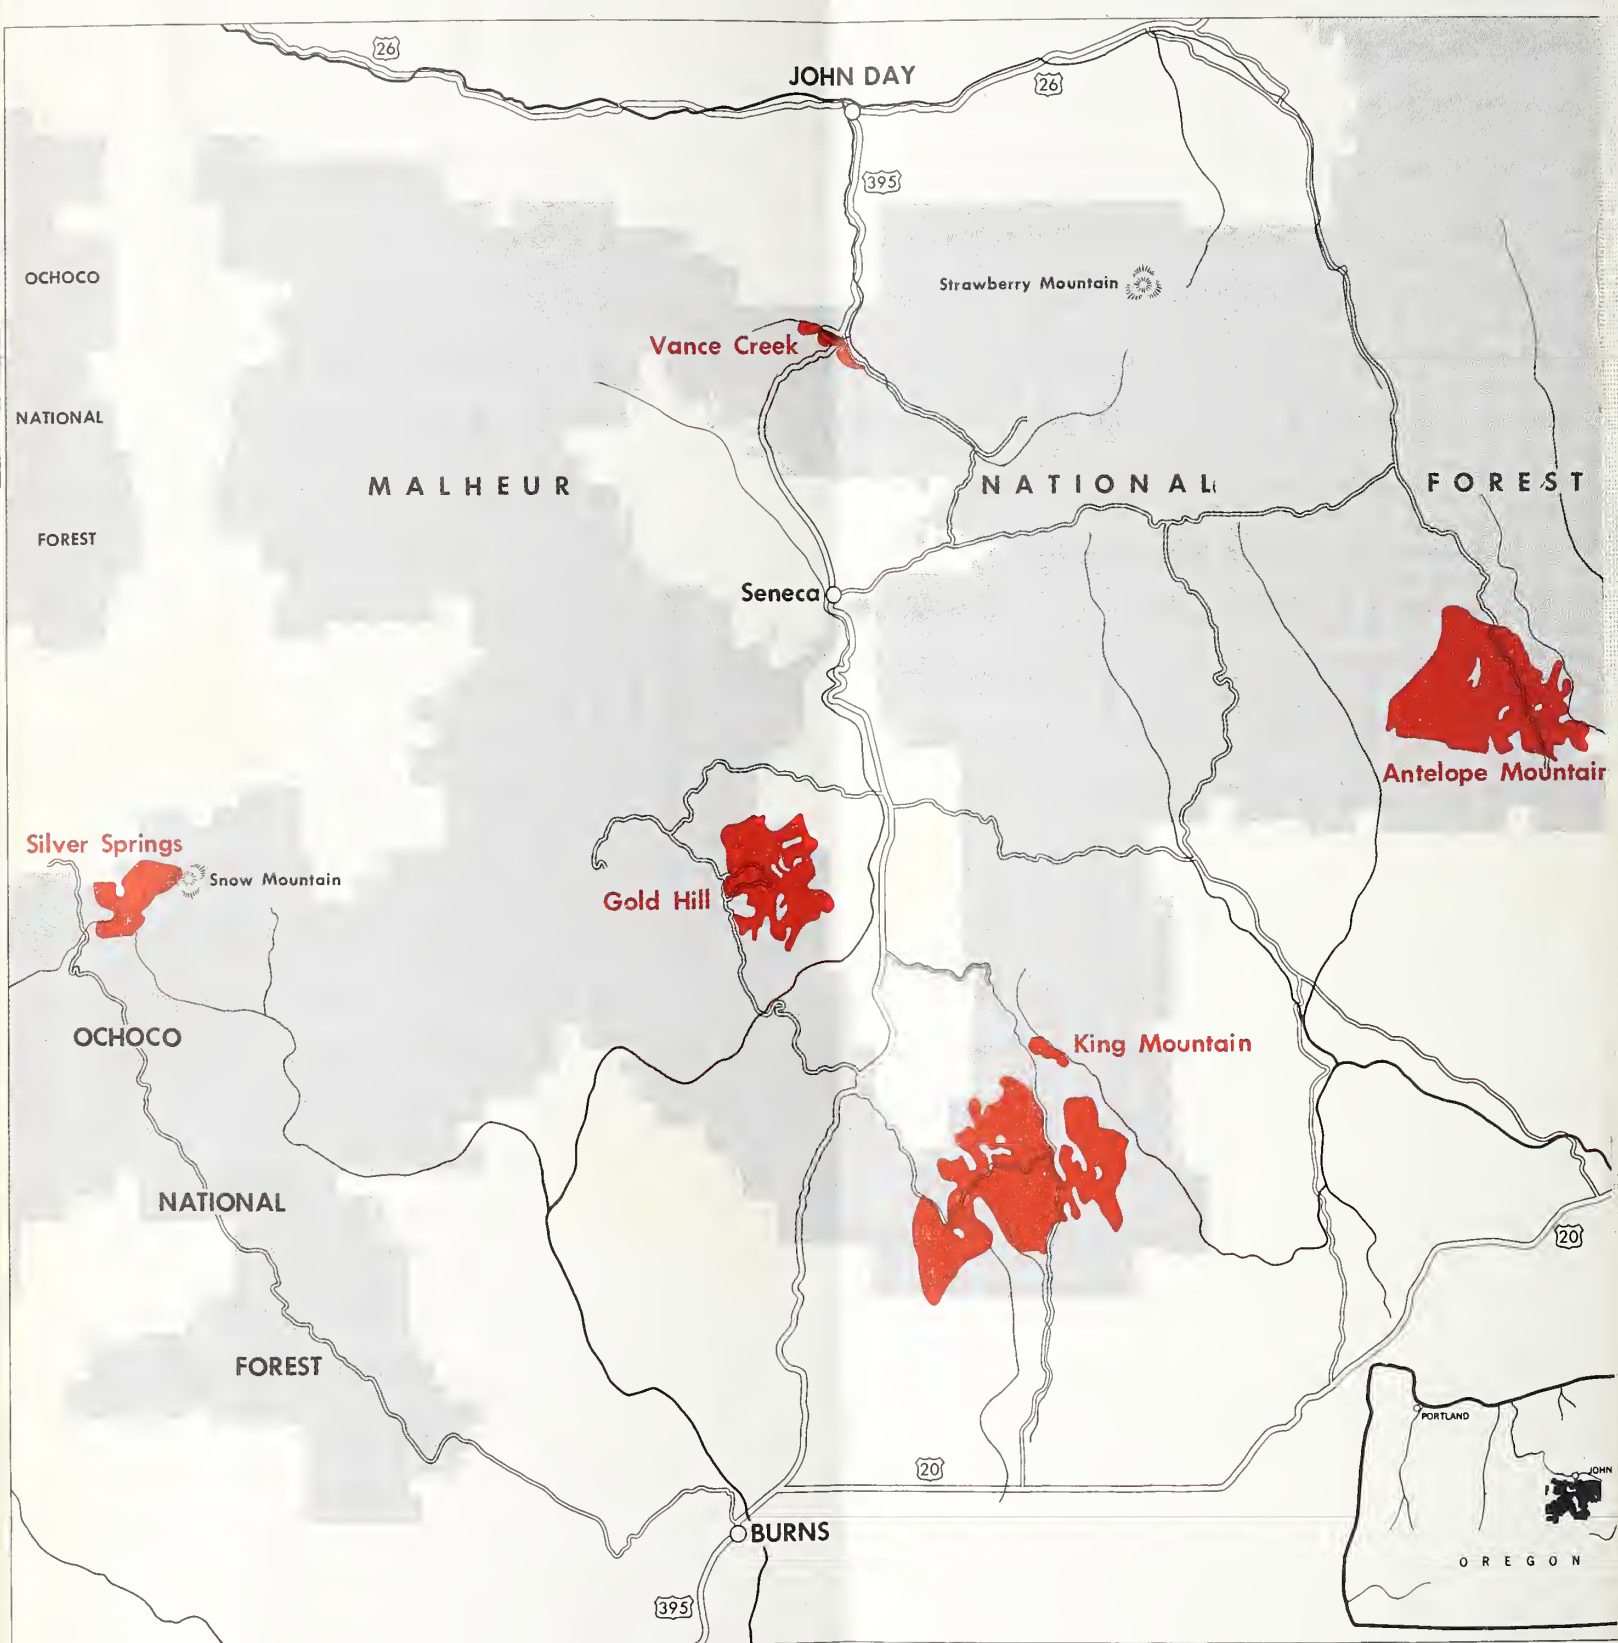 26
JOHN DAY
26
395
OCHOCO
NATIONAL
FOREST
Strawberry Mountain
Vance Creek
MALHEUR NATIONAL FOREST
Seneca
Antelope Mountain
Silver Springs
Snow Mountain
Gold Hill
OCHOCO
NATIONAL
FOREST
King Mountain
20
20
BURNS
395
PORTLAND
JOHN
OREGON